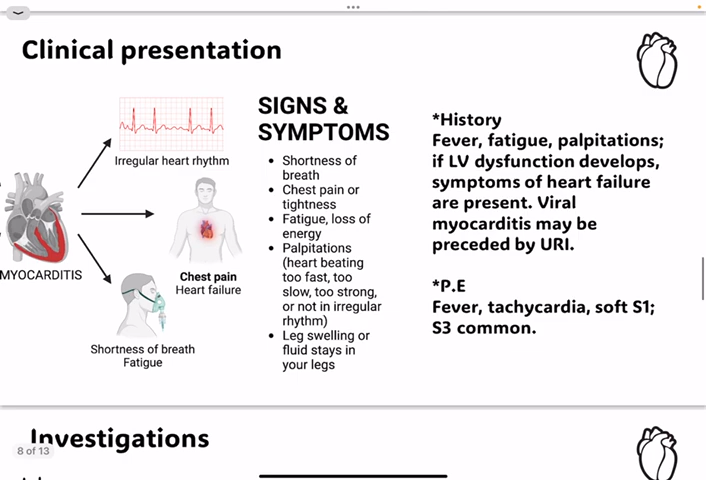 Clinical presentation
Irregular heart rhythm
MYOCARDITIS
Chest pain
Heart failure
Shortness of breath
Fatigue
SIGNS &
SYMPTOMS
• Shortness of
breath
• Chest pain or
tightness
• Fatigue, loss of
energy
• Palpitations
(heart beating
too fast, too
slow, too strong,
or not in irregular
rhythm)
• Leg swelling or
fluid stays in
your legs
*History
Fever, fatigue, palpitations;
if LV dysfunction develops,
symptoms of heart failure
are present. Viral
myocarditis may be
preceded by URI.
*P.E
Fever, tachycardia, soft S1;
S3 common.
Investigations
8 of 13